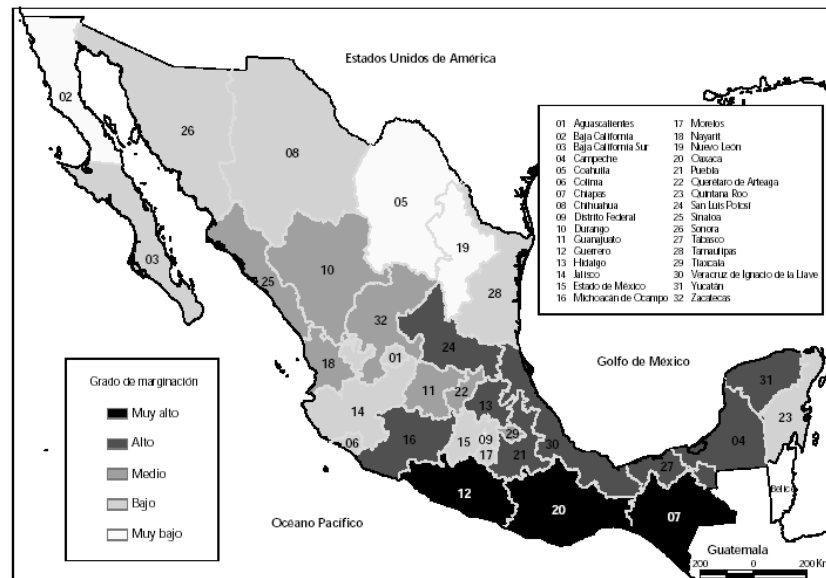 Estados Unidos de América
02
26
08
05
03
10
19
25
28
32
24
18
01
11
22
13
14
06
16
15
09
17
29
21
30
12
20
27
07
04
31
23
Belice
Golfo de México
Océano Pacífico
Guatemala
200 0 200 Km
01 Aguascalientes
02 Baja California
03 Baja California Sur
04 Campeche
05 Coahuila
06 Colima
07 Chiapas
08 Chihuahua
09 Distrito Federal
10 Durango
11 Guanajuato
12 Guerrero
13 Hidalgo
14 Jalisco
15 Estado de México
16 Michoacán de Ocampo
17 Morelos
18 Nayarit
19 Nuevo León
20 Oaxaca
21 Puebla
22 Querétaro de Arteaga
23 Quintana Roo
24 San Luis Potosí
25 Sinaloa
26 Sonora
27 Tabasco
28 Tamaulipas
29 Tlaxcala
30 Veracruz de Ignacio de la Llave
31 Yucatán
32 Zacatecas
Grado de marginación
Muy alto
Alto
Medio
Bajo
Muy bajo